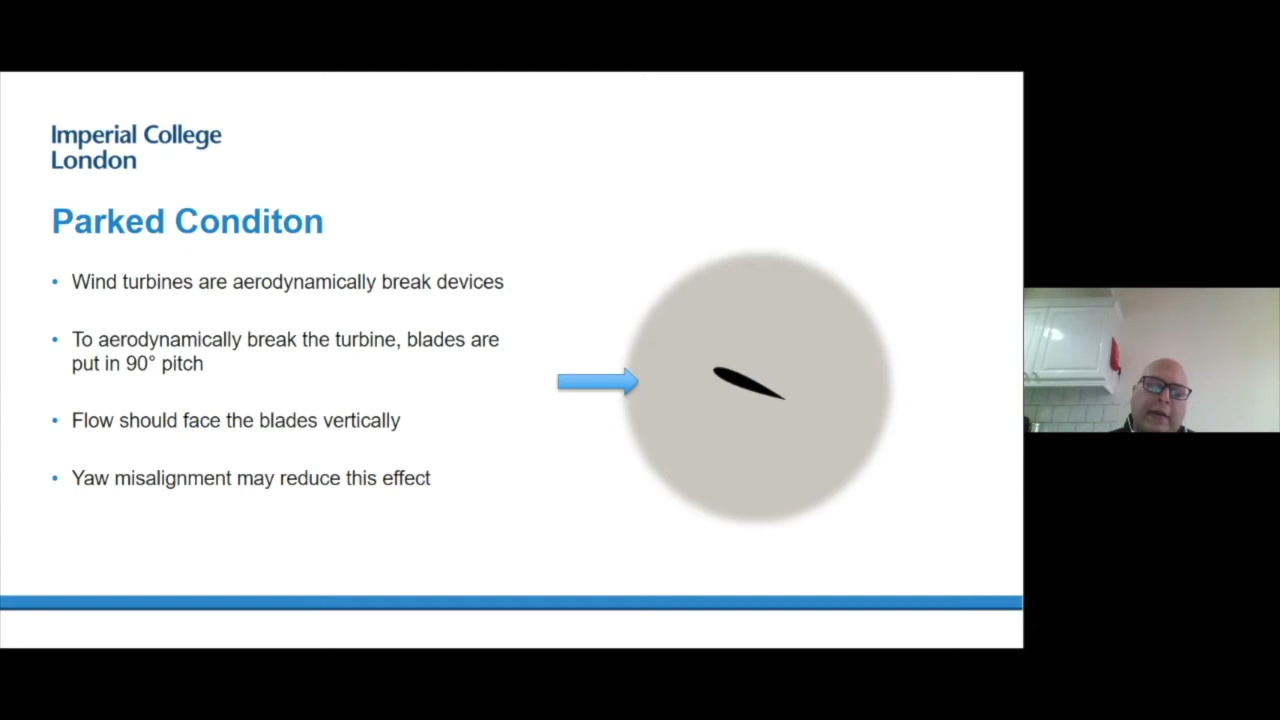 Imperial College
London
Parked Conditon
• Wind turbines are aerodynamically break devices
• To aerodynamically break the turbine, blades are
put in 90° pitch
• Flow should face the blades vertically
• Yaw misalignment may reduce this effect